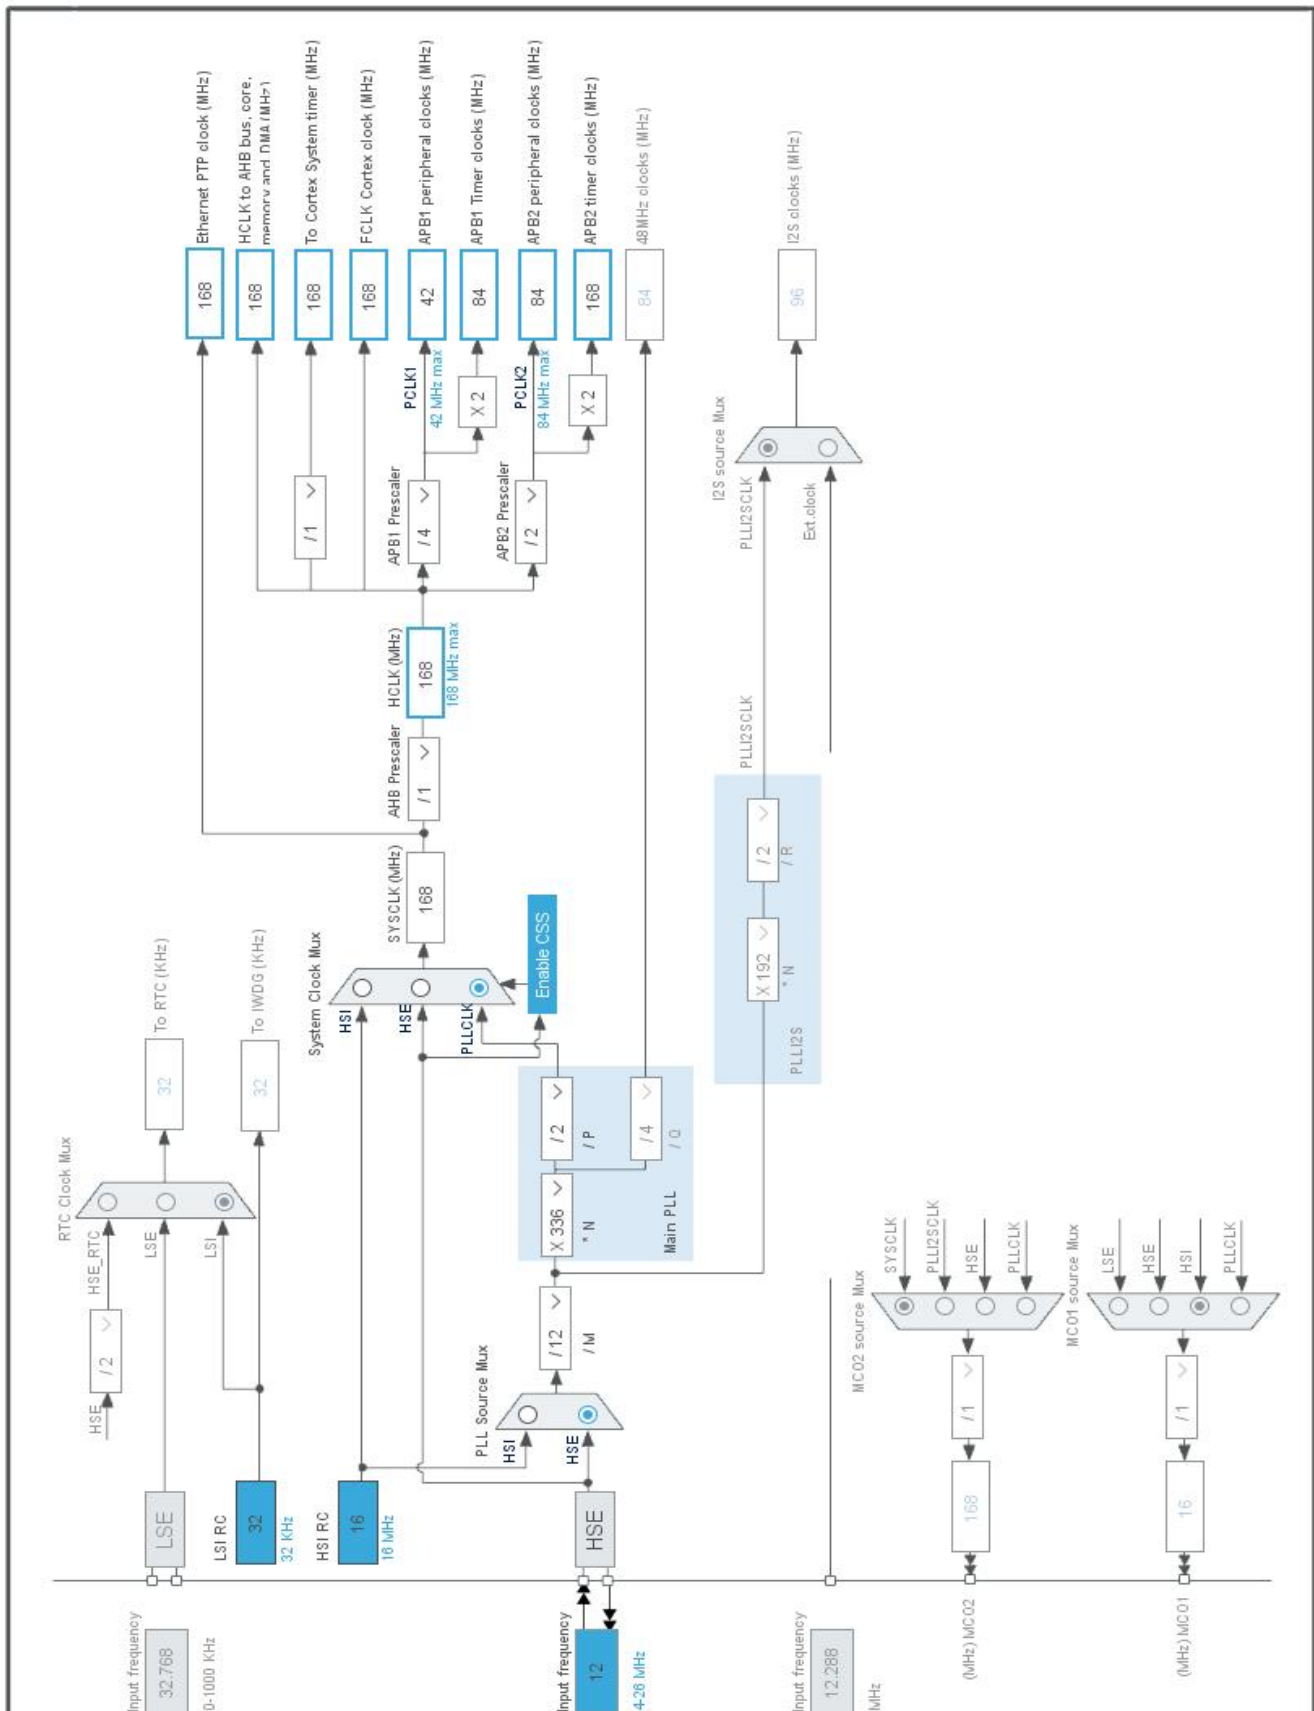 Input frequency
32.768
0-1000 KHz
LSE
LSI RC
32
32 KHz
HSE
/ 2
HSE_RTC
LSE
LSI
RTC Clock Mux
32
To RTC (KHz)
32
To IWDG (KHz)
HSI RC
16
16 MHz
Input frequency
12
4-26 MHz
HSE
PLL Source Mux
HSI
HSE
/ 12
/ M
X 336
* N
/ 2
/ P
/ 4
/ Q
Main PLL
System Clock Mux
HSI
HSE
PLLCLK
Enable CSS
SYSCLK (MHz)
168
AHB Prescaler
/ 1
HCLK (MHz)
168
168 MHz max
/ 1
APB1 Prescaler
/ 4
PCLK1
42 MHz max
X 2
APB2 Prescaler
/ 2
PCLK2
84 MHz max
X 2
168
Ethernet PTP clock (MHz)
168
HCLK to AHB bus, core,
memory and DMA (MHz)
168
To Cortex System timer (MHz)
168
FCLK Cortex clock (MHz)
42
APB1 peripheral clocks (MHz)
84
APB1 Timer clocks (MHz)
84
APB2 peripheral clocks (MHz)
168
APB2 timer clocks (MHz)
84
48MHz clocks (MHz)
PLLI2S
X 192
* N
/ 2
/ R
PLLI2SCLK
PLLI2SCLK
Ext.clock
I2S source Mux
96
I2S clocks (MHz)
Input frequency
12.288
MHz
MCO2 source Mux
SYSCLK
PLLI2SCLK
HSE
PLLCLK
/ 1
168
(MHz) MCO2
MCO1 source Mux
LSE
HSE
HSI
PLLCLK
/ 1
16
(MHz) MCO1